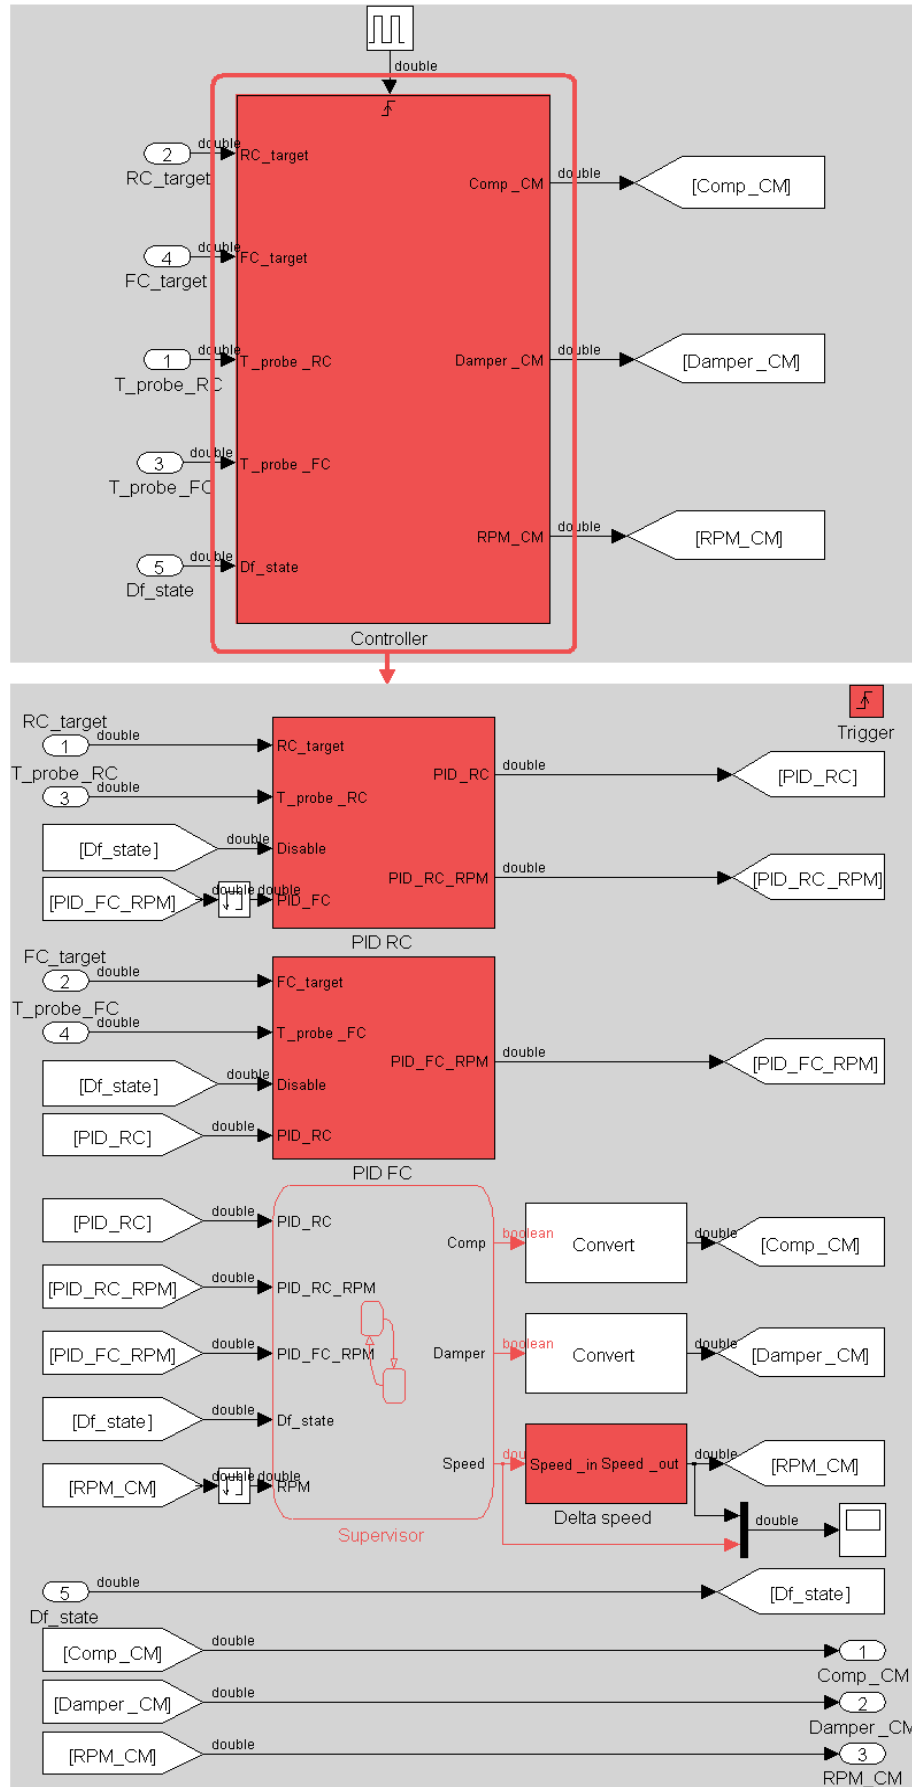 double
double
2
RC_target
RC_target
Comp_CM
double
[Comp_CM]
double
4
FC_target
FC_target
double
1
T_probe_RC
T_probe_RC
Damper_CM
double
[Damper_CM]
double
3
T_probe_FC
T_probe_FC
double
5
Df_state
Df_state
RPM_CM
double
[RPM_CM]
Controller
Trigger
RC_target
1
double
RC_target
PID_RC
double
[PID_RC]
T_probe_RC
3
double
T_probe_RC
[Df_state]
double
Disable
PID_RC_RPM
double
[PID_RC_RPM]
[PID_FC_RPM]
double
double
PID_FC
PID RC
FC_target
2
double
FC_target
T_probe_FC
4
double
T_probe_FC
PID_FC_RPM
double
[PID_FC_RPM]
[Df_state]
double
Disable
[PID_RC]
double
PID_RC
PID FC
[PID_RC]
double
PID_RC
Comp
boolean
Convert
double
[Comp_CM]
[PID_RC_RPM]
double
PID_RC_RPM
[PID_FC_RPM]
double
PID_FC_RPM
Damper
boolean
Convert
double
[Damper_CM]
[Df_state]
double
Df_state
Speed
Speed_in
Speed_out
double
[RPM_CM]
[RPM_CM]
double
double
RPM
Delta speed
double
Supervisor
5
double
Df_state
[Df_state]
[Comp_CM]
double
1
Comp_CM
[Damper_CM]
double
2
Damper_CM
[RPM_CM]
double
3
RPM_CM